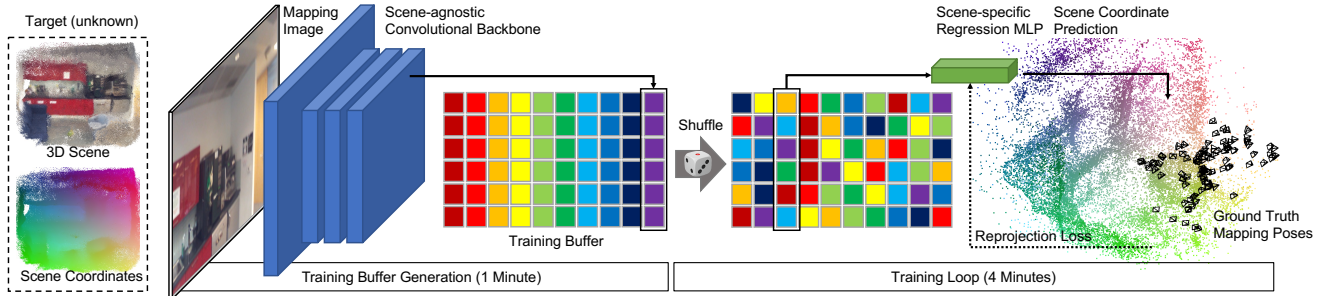 Target (unknown)
3D Scene
Scene Coordinates
Mapping
Image
Scene-agnostic
Convolutional Backbone
Training Buffer
Training Buffer Generation (1 Minute)
Shuffle
Scene-specific
Regression MLP
Scene Coordinate
Prediction
Reprojection Loss
Ground Truth
Mapping Poses
Training Loop (4 Minutes)